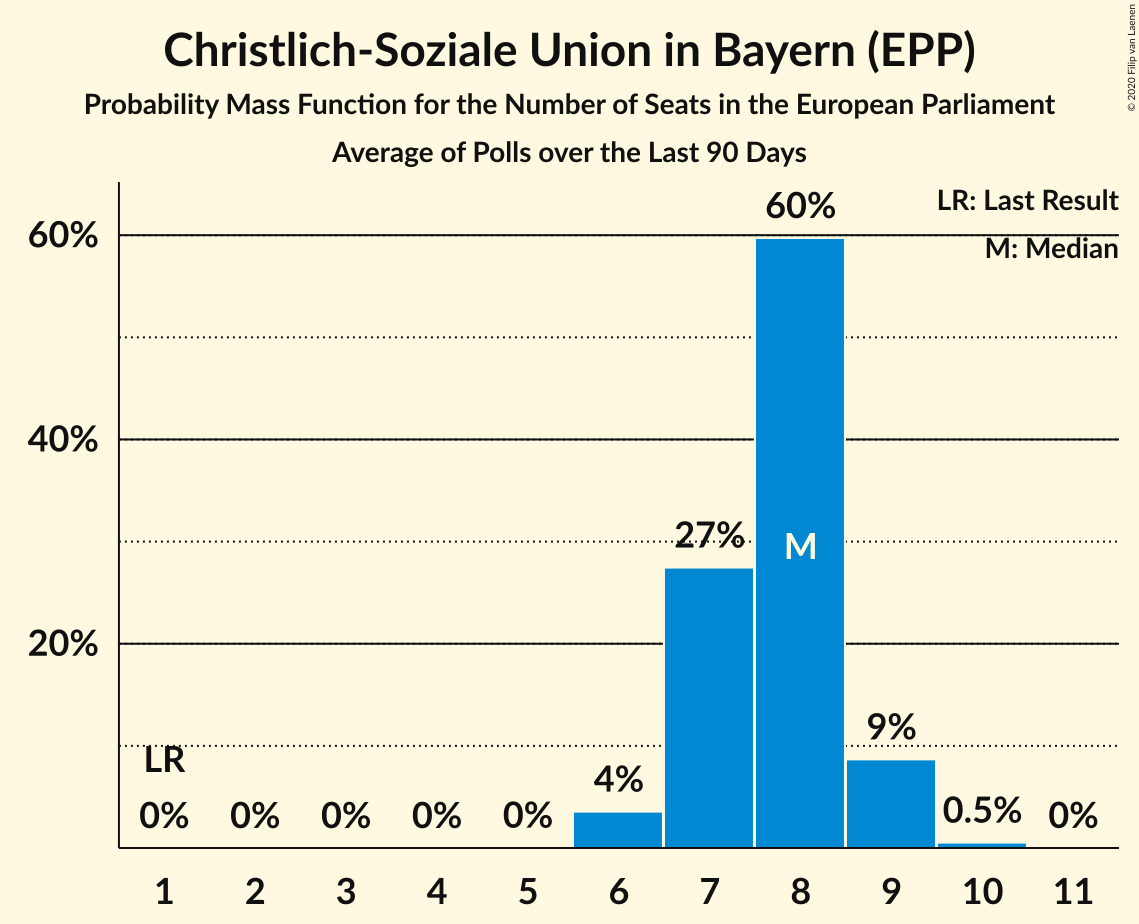 Christlich-Soziale Union in Bayern (EPP)
Probability Mass Function for the Number of Seats in the European Parliament
Average of Polls over the Last 90 Days
© 2020 Filip van Laenen
LR: Last Result
M: Median
60%
40%
20%
LR
0%
0%
0%
0%
0%
4%
27%
60%
M
9%
0.5%
0%
1 2 3 4 5 6 7 8 9 10 11